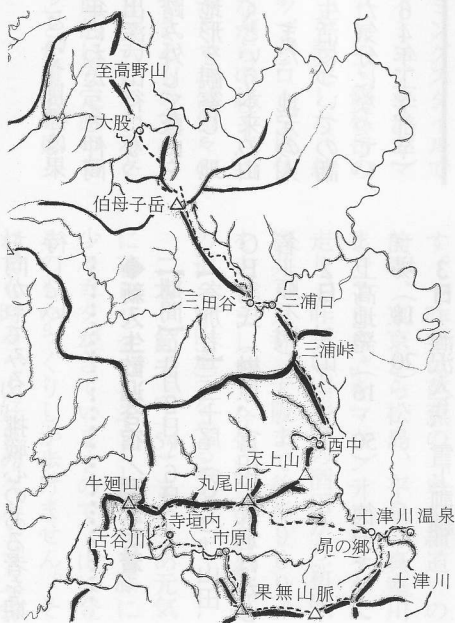 至高野山
大股
伯母子岳
三田谷
三浦口
三浦峠
西中
天上山
牛廻山
丸尾山
寺垣内
十津川温泉
古谷川
市原
昴の郷
十津川
果無山脈